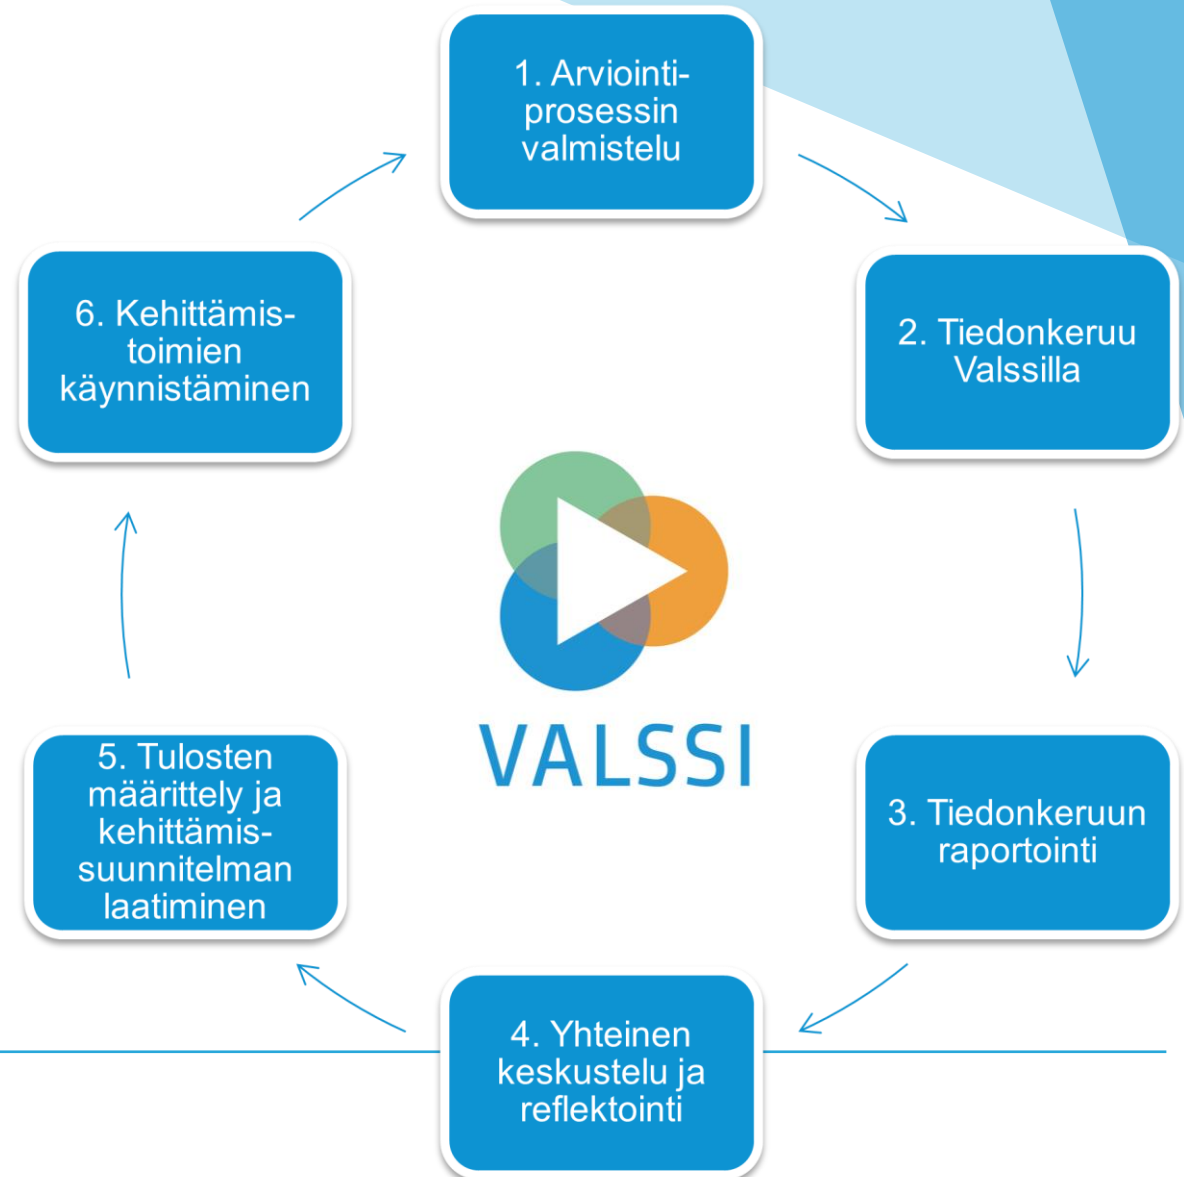 1. Arviointi-
prosessin
valmistelu
2. Tiedonkeruu
Valssilla
3. Tiedonkeruun
raportointi
4. Yhteinen
keskustelu ja
reflektointi
5. Tulosten
määrittely ja
kehittämis-
suunnitelman
laatiminen
6. Kehittämis-
toimien
käynnistäminen
VALSSI